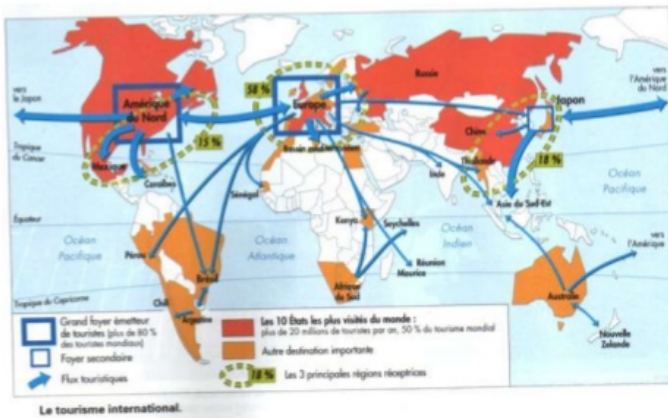 vers
le Japon
Amérique
du Nord
58 %
Europe
Russie
Japon
vers
l'Amérique
du Nord
15 %
Chine
18 %
Tropique
du Cancer
Mexique
Caraïbes
Bassin méditerranéen
Sénégal
Inde
Thaïlande
Asie du Sud-Est
Océan
Pacifique
Équateur
Océan
Pacifique
Océan
Atlantique
Kenya
Seychelles
Océan
Indien
vers
l'Amérique
Pérou
Brésil
Réunion
Maurice
Tropique du Capricorne
Chili
Argentine
Afrique
du Sud
Australie
Nouvelle
Zélande
Grand foyer émetteur
de touristes (plus de 80 %
des touristes mondiaux)
Foyer secondaire
Flux touristiques
Les 10 États les plus visités du monde :
plus de 20 millions de touristes par an, 50 % du tourisme mondial
Autre destination importante
18 %
Les 3 principales régions réceptrices
Le tourisme international.